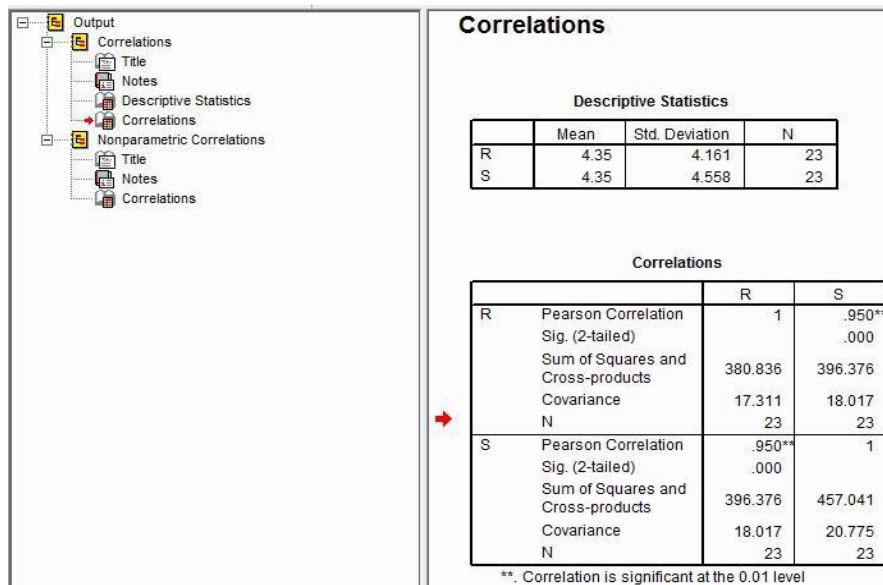 Output
Correlations
Title
Notes
Descriptive Statistics
Correlations
Nonparametric Correlations
Title
Notes
Correlations
Correlations
Descriptive Statistics
Mean Std. Deviation N
R 4.35 4.161 23
S 4.35 4.558 23
Correlations
R S
R Pearson Correlation 1 .950**
Sig. (2-tailed) .000
Sum of Squares and
Cross-products 380.836 396.376
Covariance 17.311 18.017
N 23 23
S Pearson Correlation .950** 1
Sig. (2-tailed) .000
Sum of Squares and
Cross-products 396.376 457.041
Covariance 18.017 20.775
N 23 23
**. Correlation is significant at the 0.01 level